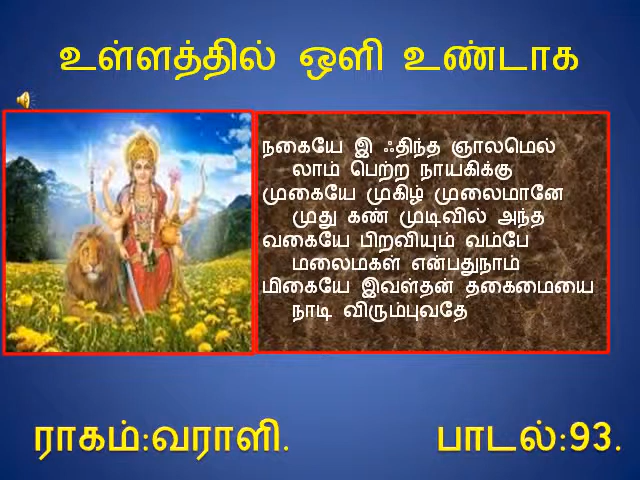 உள்ளத்தில் ஒளி உண்டாக
நகையே இ ஃதிந்த ஞாலமெல்
லாம் பெற்ற நாயகிக்கு
முகையே முகிழ் முலைமானே
முது கண் முடிவில் அந்த
வகையே பிறவியும் வம்பே
மலைமகள் என்பதுநாம்
மிகையே இவள்தன் தகைமையை
நாடி விரும்புவதே
ராகம்:வராளி. பாடல்:93.